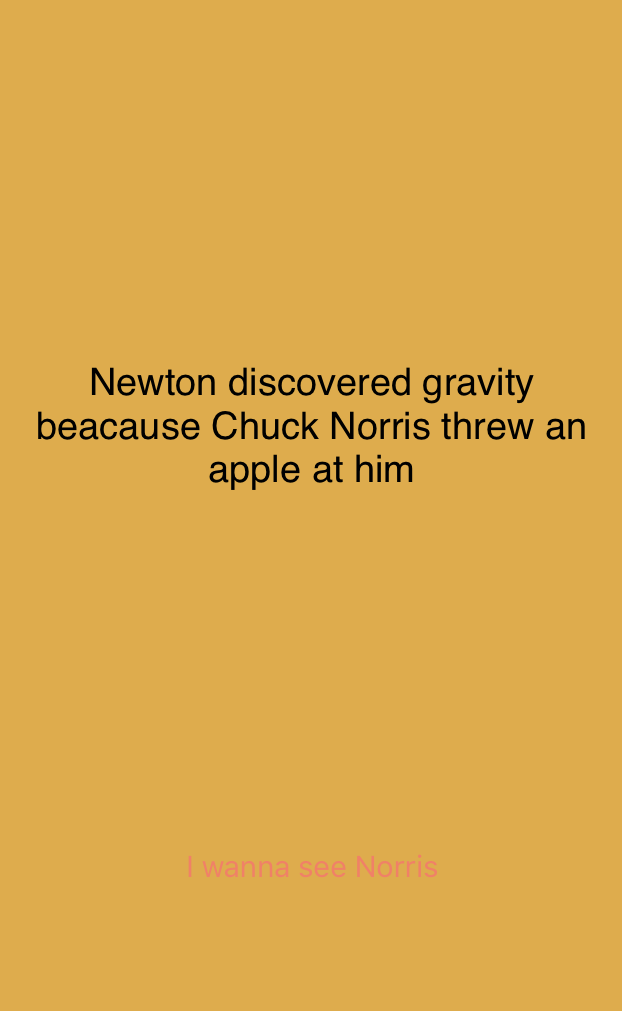 Newton discovered gravity
beacause Chuck Norris threw an
apple at him
I wanna see Norris